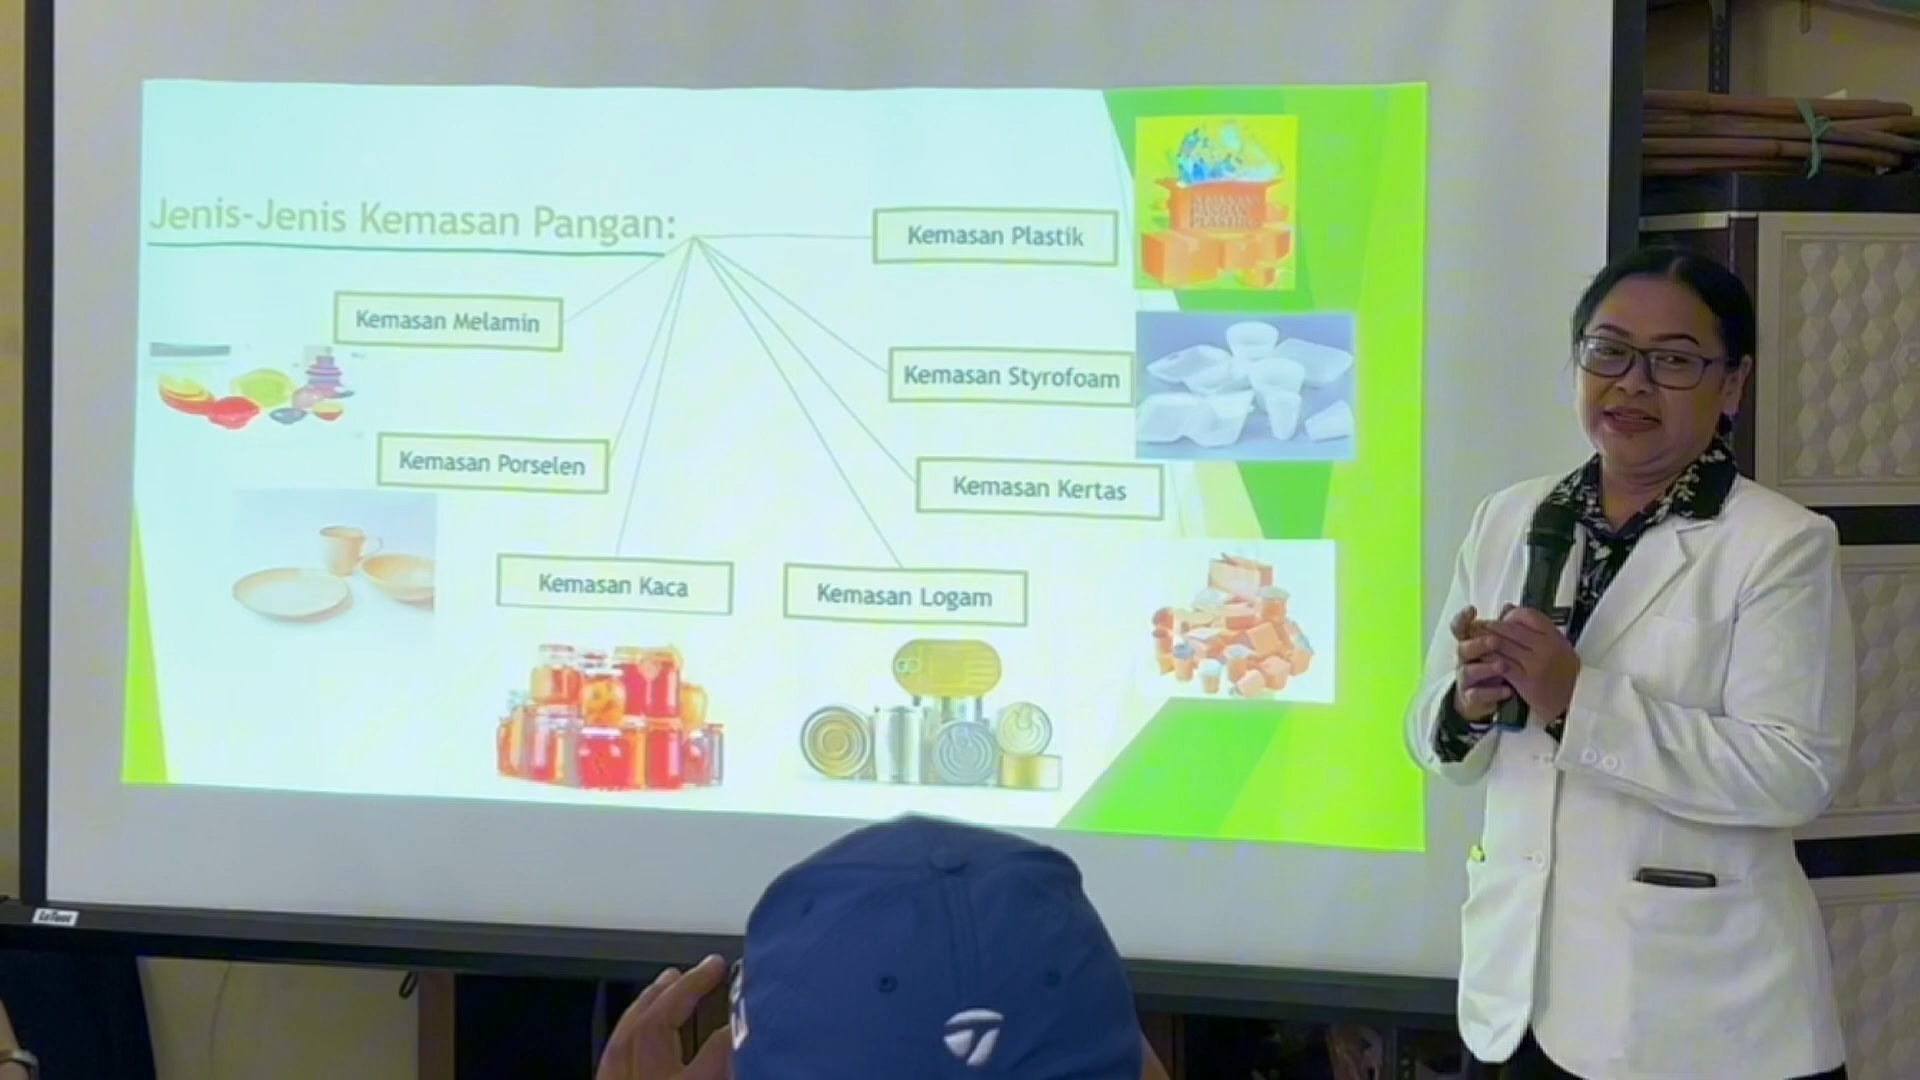 Jenis-Jenis Kemasan Pangan:
Kemasan Plastik
Kemasan Melamin
Kemasan Styrofoam
Kemasan Porselen
Kemasan Kertas
Kemasan Kaca
Kemasan Logam